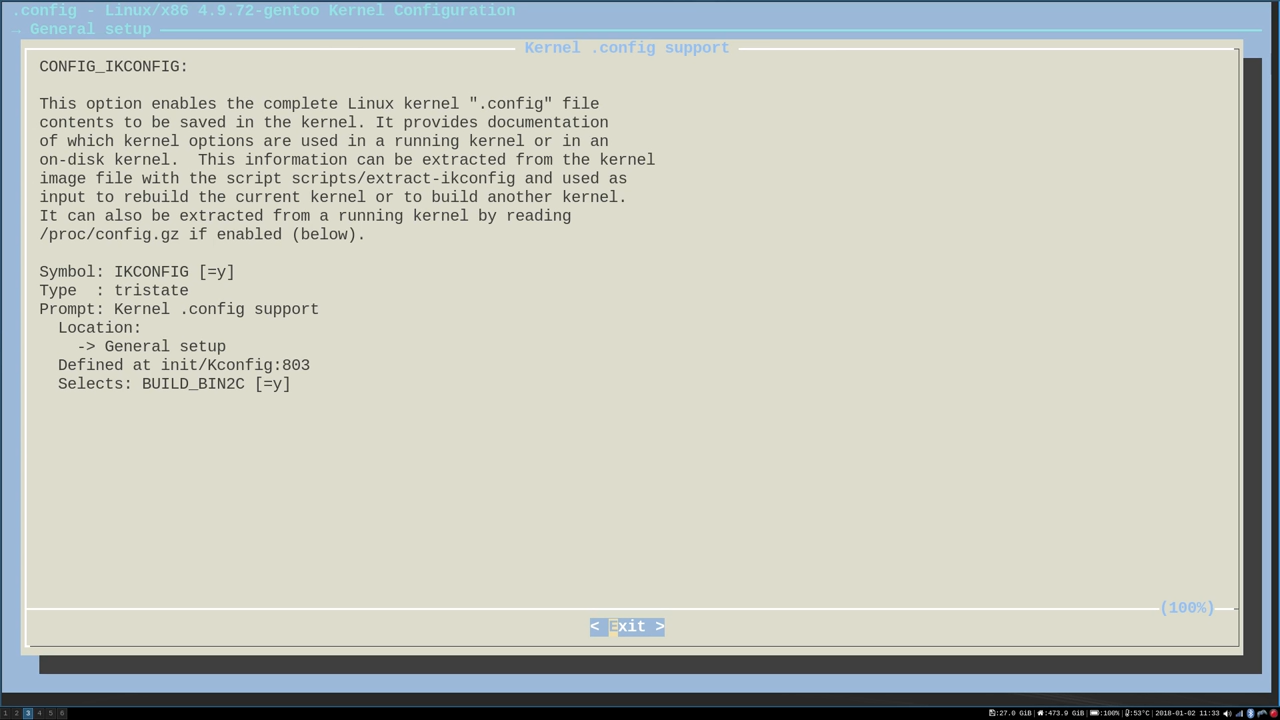 .config - Linux/x86 4.9.72-gentoo Kernel Configuration
→ General setup
Kernel .config support
CONFIG_IKCONFIG:
This option enables the complete Linux kernel ".config" file
contents to be saved in the kernel. It provides documentation
of which kernel options are used in a running kernel or in an
on-disk kernel.  This information can be extracted from the kernel
image file with the script scripts/extract-ikconfig and used as
input to rebuild the current kernel or to build another kernel.
It can also be extracted from a running kernel by reading
/proc/config.gz if enabled (below).
Symbol: IKCONFIG [=y]
Type  : tristate
Prompt: Kernel .config support
  Location:
    -> General setup
  Defined at init/Kconfig:803
  Selects: BUILD_BIN2C [=y]
(100%)
< Exit >
1 2 3 4 5 6 :27.0 GiB | :473.9 GiB | :100% | :53°C | 2018-01-02 11:33